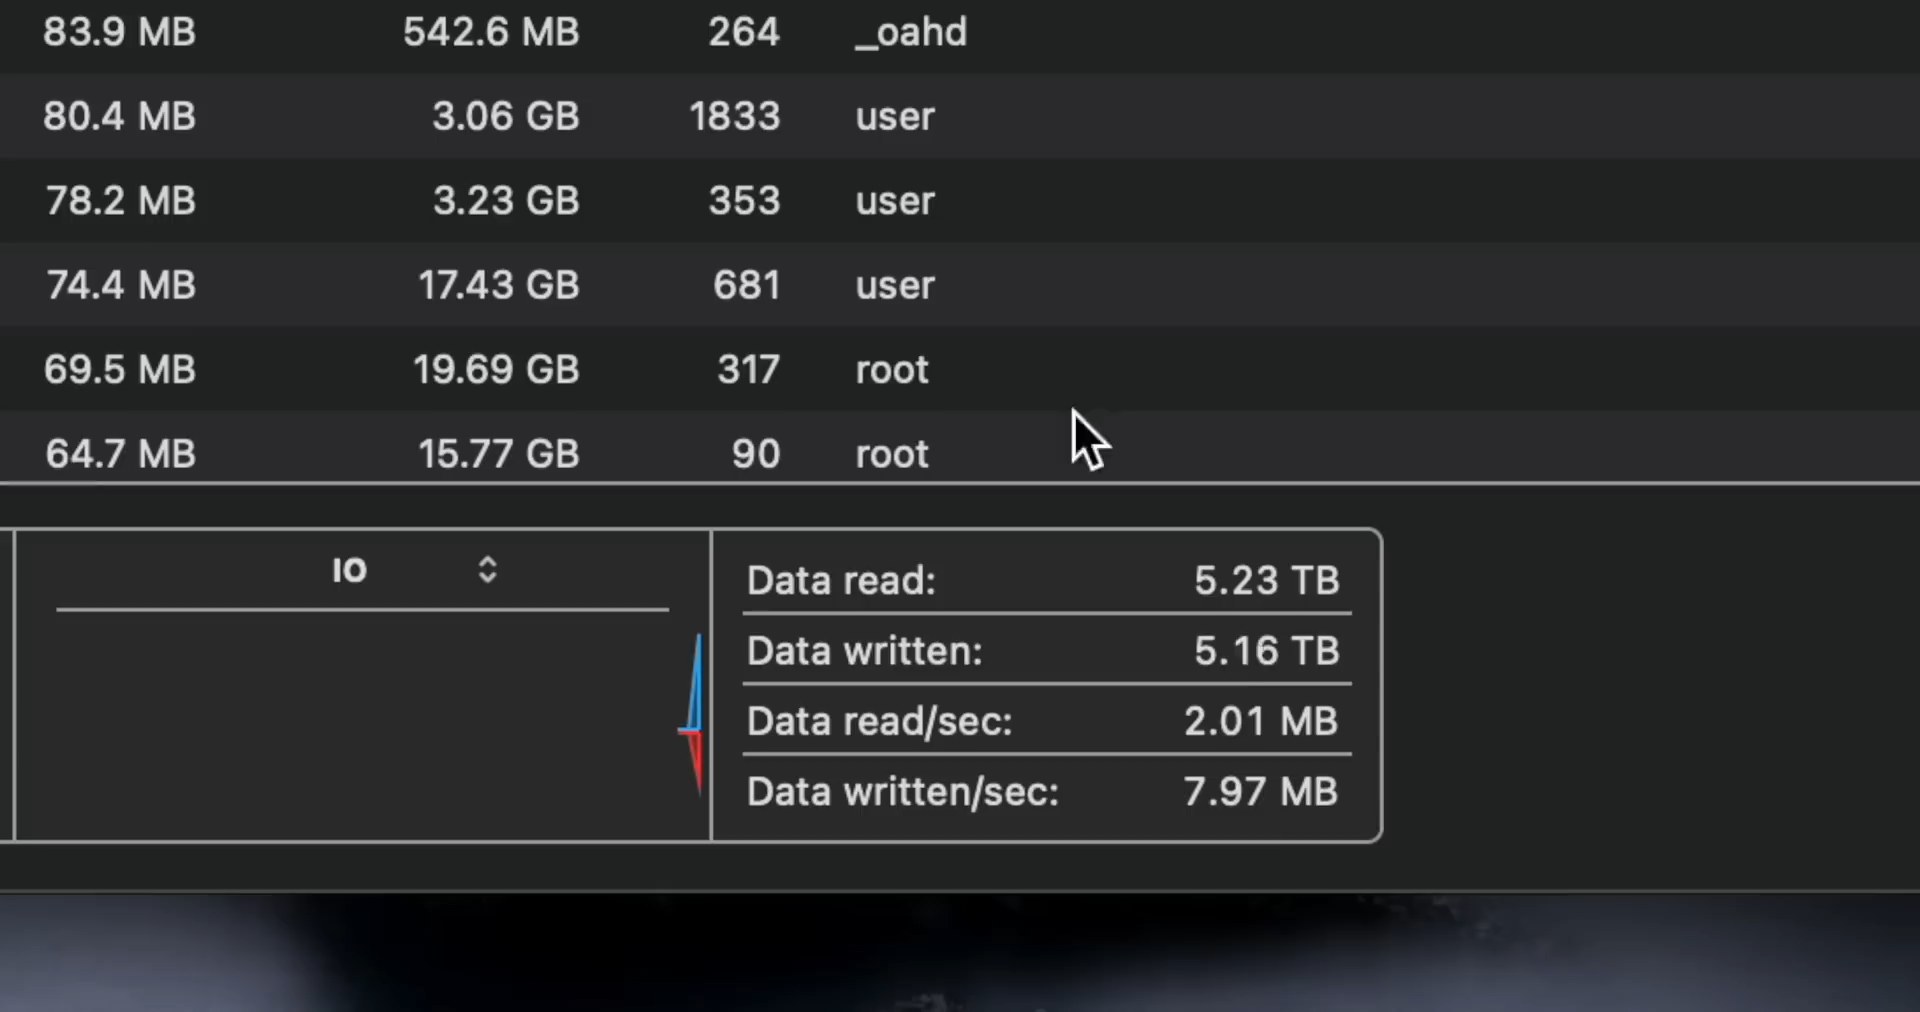 83.9 MB 542.6 MB 264 _oahd
80.4 MB 3.06 GB 1833 user
78.2 MB 3.23 GB 353 user
74.4 MB 17.43 GB 681 user
69.5 MB 19.69 GB 317 root
64.7 MB 15.77 GB 90 root
IO
Data read: 5.23 TB
Data written: 5.16 TB
Data read/sec: 2.01 MB
Data written/sec: 7.97 MB